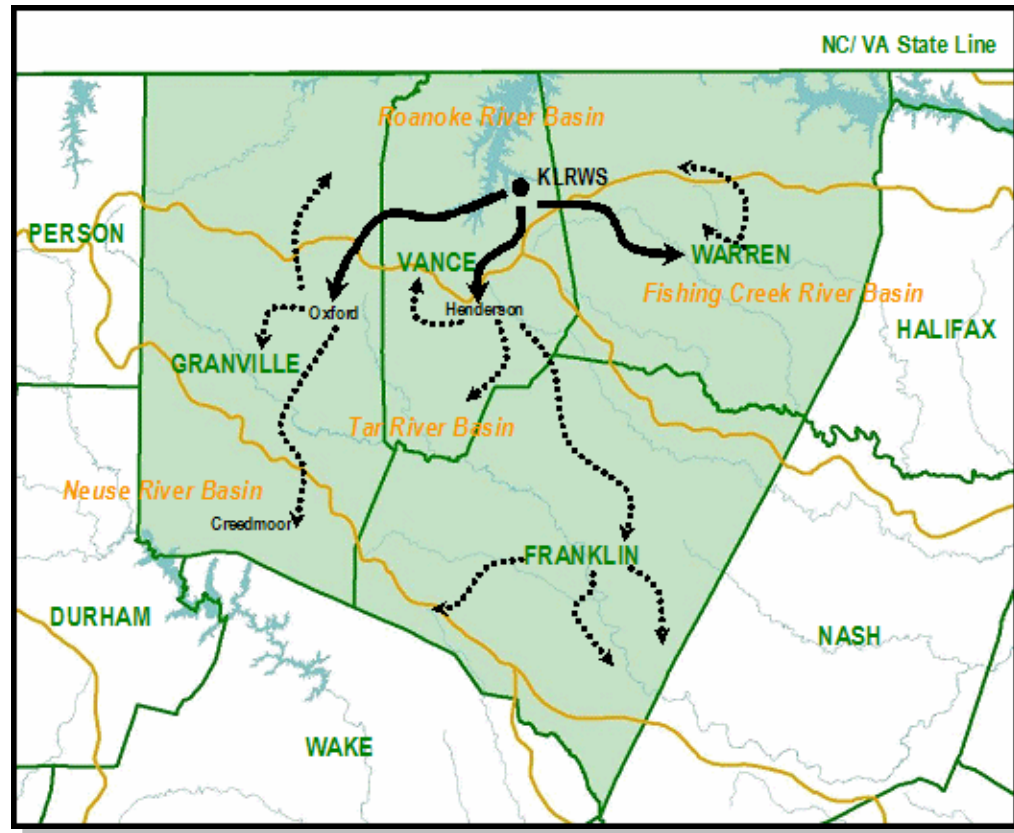 NC/ VA State Line
Roanoke River Basin
KLRWS
PERSON
VANCE
WARREN
Fishing Creek River Basin
Oxford
Henderson
HALIFAX
GRANVILLE
Tar River Basin
Neuse River Basin
Creedmoor
FRANKLIN
DURHAM
NASH
WAKE